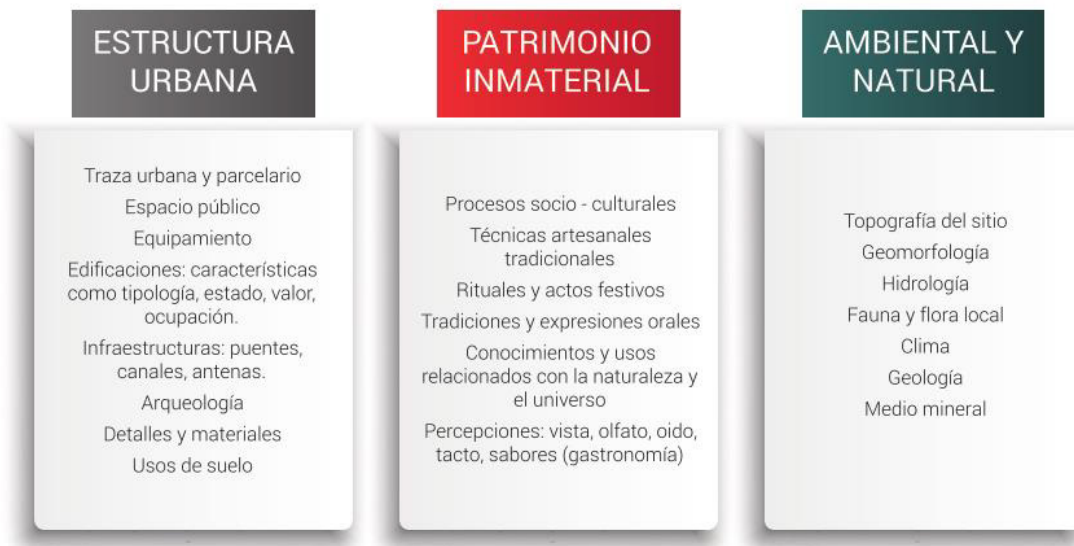 ESTRUCTURA
URBANA
Traza urbana y parcelario
Espacio público
Equipamiento
Edificaciones: características
como tipología, estado, valor,
ocupación.
Infraestructuras: puentes,
canales, antenas.
Arqueología
Detalles y materiales
Usos de suelo
PATRIMONIO
INMATERIAL
Procesos socio - culturales
Técnicas artesanales
tradicionales
Rituales y actos festivos
Tradiciones y expresiones orales
Conocimientos y usos
relacionados con la naturaleza y
el universo
Percepciones: vista, olfato, oido,
tacto, sabores (gastronomía)
AMBIENTAL Y
NATURAL
Topografía del sitio
Geomorfología
Hidrología
Fauna y flora local
Clima
Geología
Medio mineral